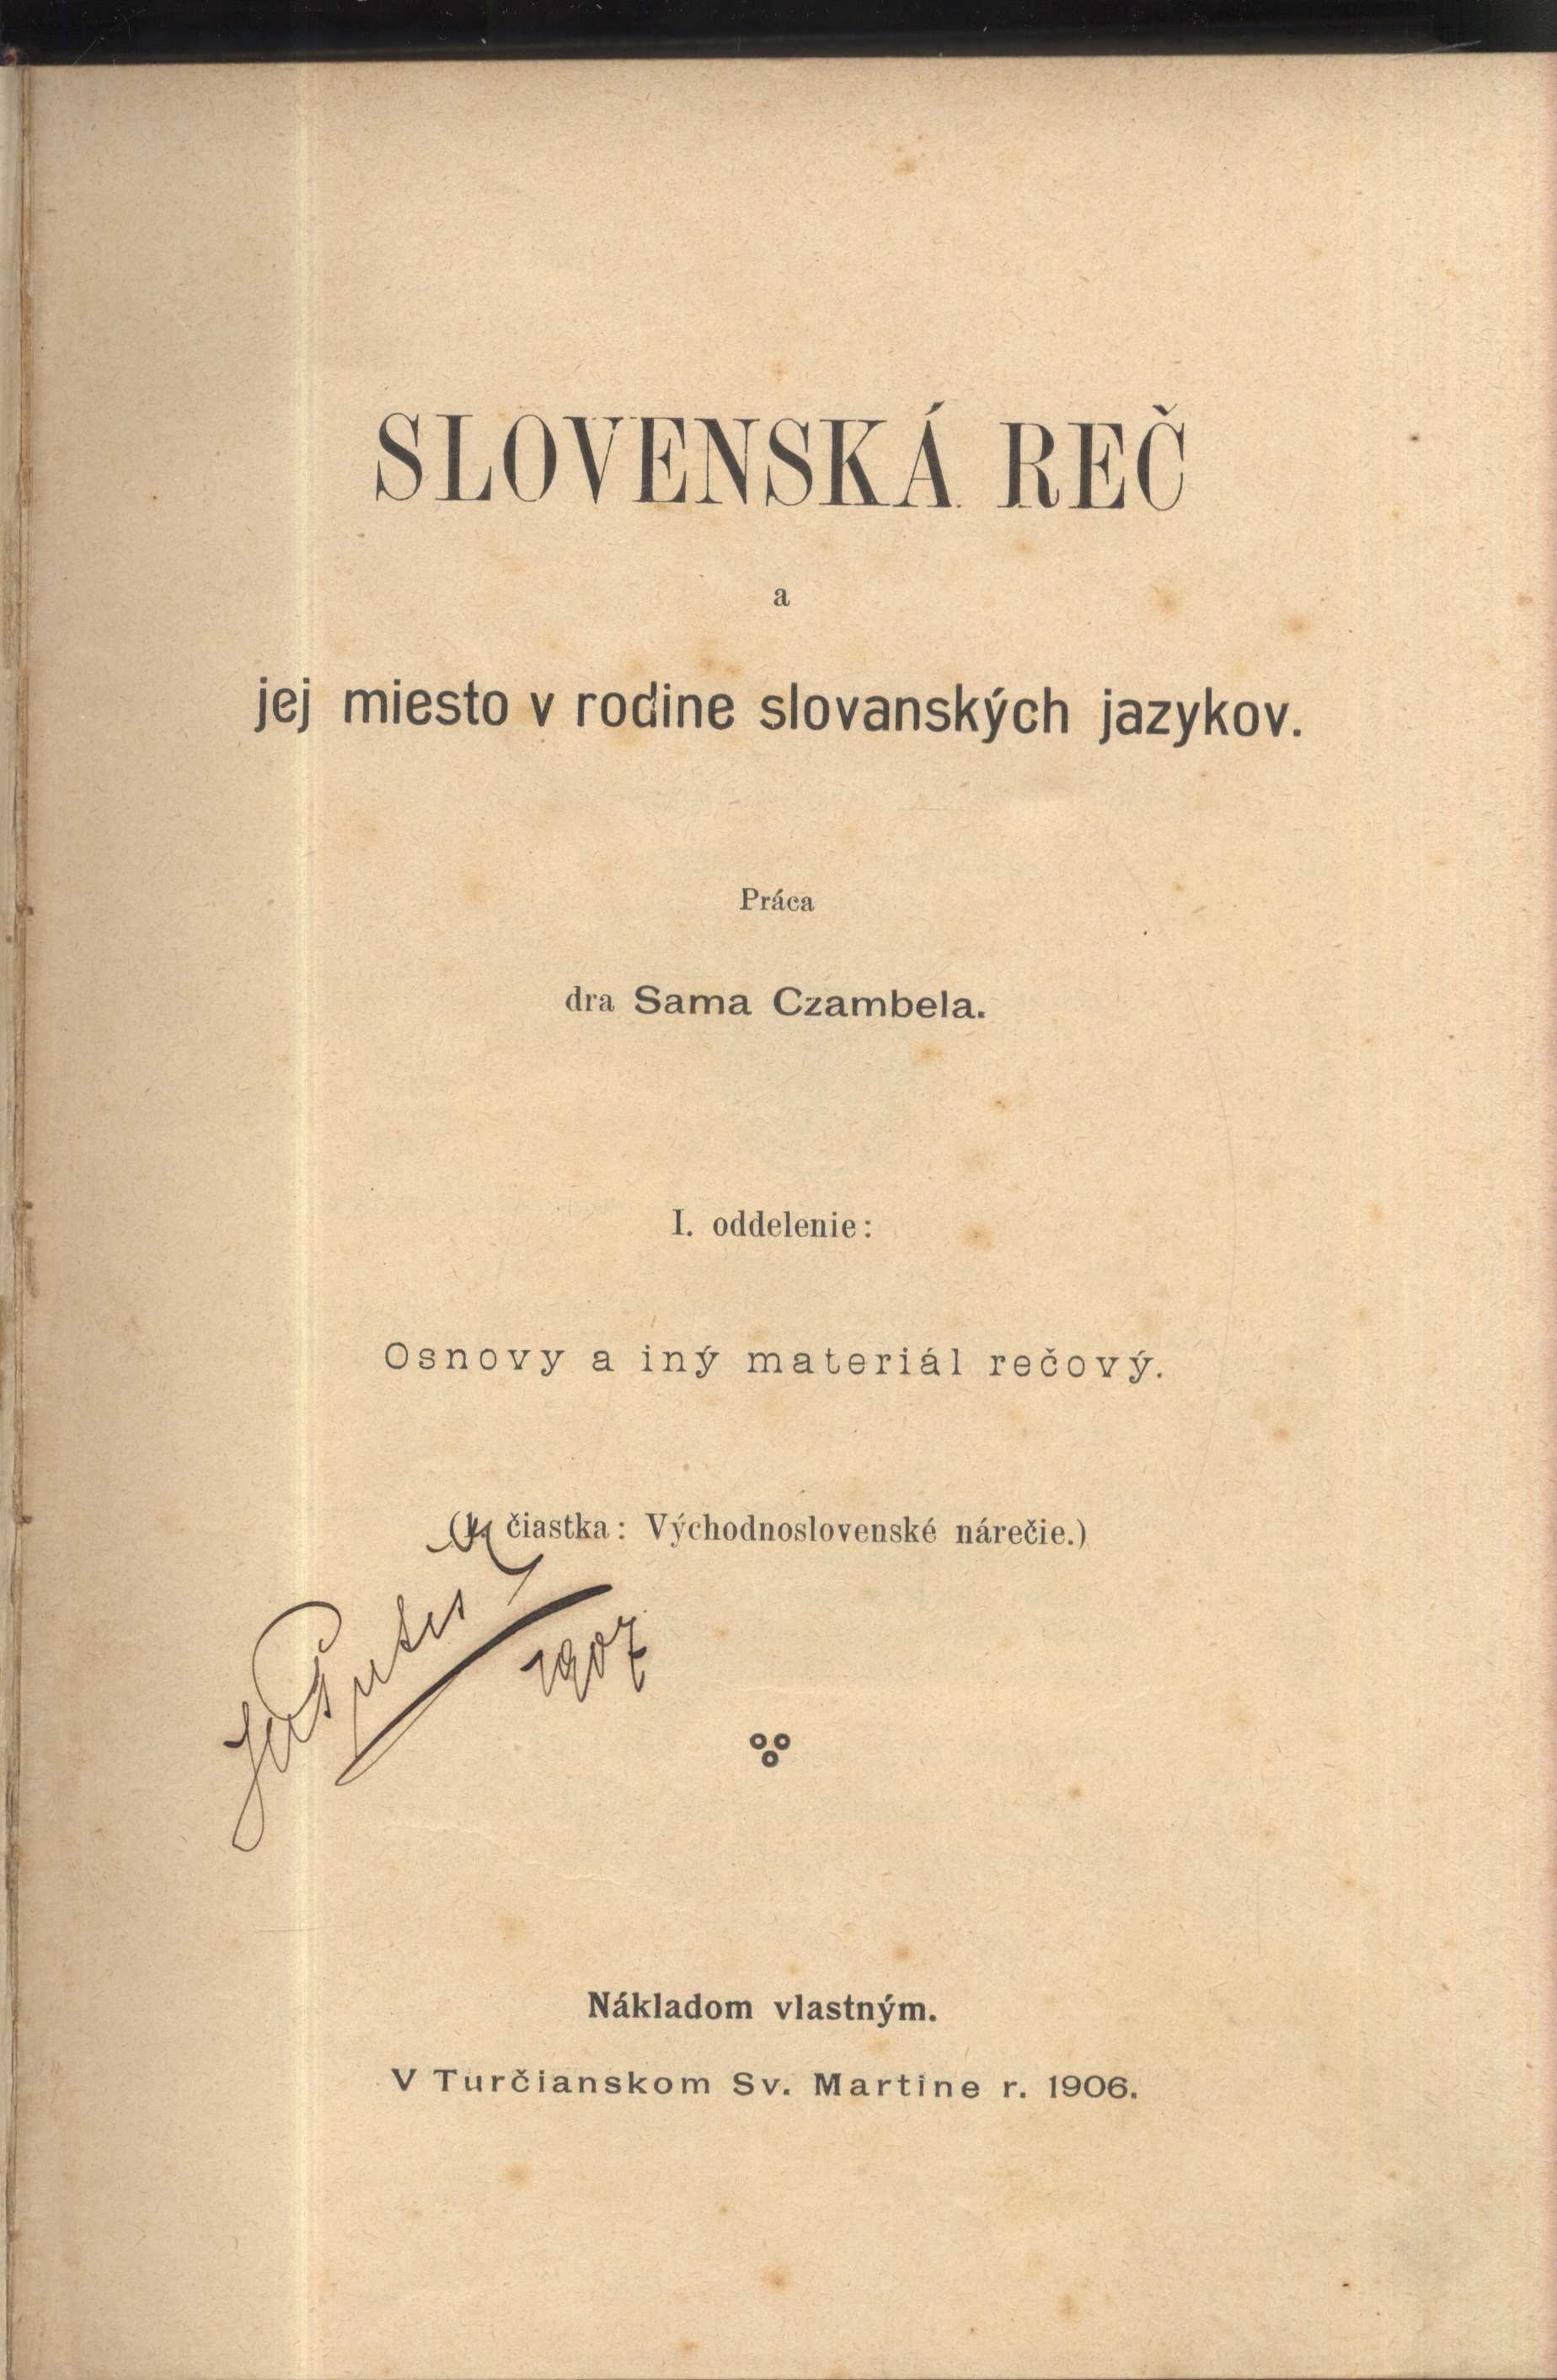 SLOVENSKÁ REČ
a
jej miesto v rodine slovanských jazykov.
Práca
dra Sama Czambela.
I. oddelenie:
Osnovy a iný materiál rečový.
čiastka: Východnoslovenské nárečie.)
1907
Nákladom vlastným.
V Turčianskom Sv. Martine r. 1906.